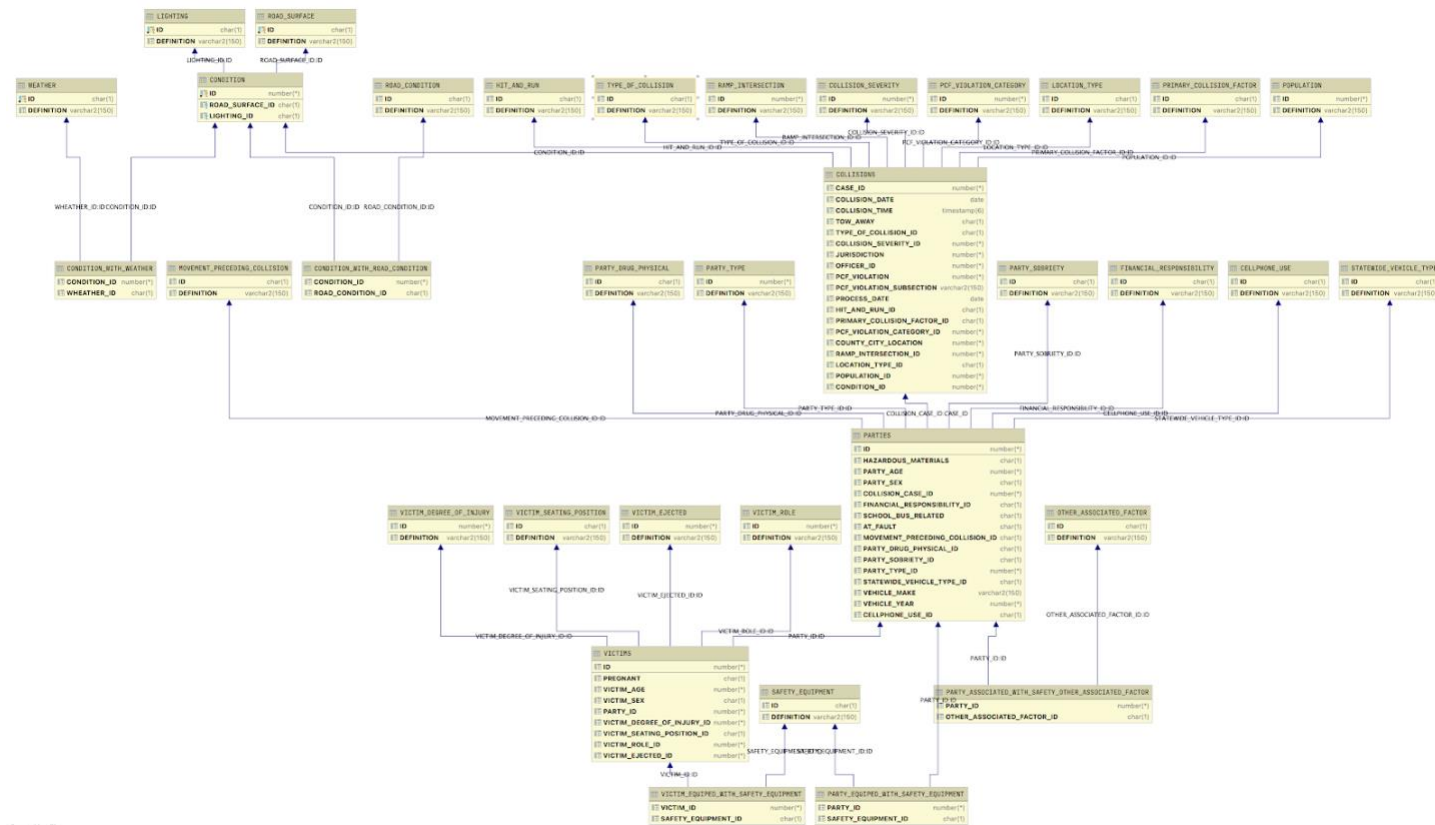 LIGHTING
ID char(1)
DEFINITION varchar2(150)
ROAD_SURFACE
ID char(1)
DEFINITION varchar2(150)
LIGHTING_ID:ID
ROAD_SURFACE_ID:ID
WEATHER
ID char(1)
DEFINITION varchar2(150)
CONDITION
ID number(*)
ROAD_SURFACE_ID char(1)
LIGHTING_ID char(1)
ROAD_CONDITION
ID char(1)
DEFINITION varchar2(150)
HIT_AND_RUN
ID char(1)
DEFINITION varchar2(150)
TYPE_OF_COLLISION
ID char(1)
DEFINITION varchar2(150)
RAMP_INTERSECTION
ID number(*)
DEFINITION varchar2(150)
COLLISION_SEVERITY
ID number(*)
DEFINITION varchar2(150)
PCF_VIOLATION_CATEGORY
ID number(*)
DEFINITION varchar2(150)
LOCATION_TYPE
ID char(1)
DEFINITION varchar2(150)
PRIMARY_COLLISION_FACTOR
ID char(1)
DEFINITION varchar2(150)
POPULATION
ID number(*)
DEFINITION varchar2(150)
COLLISION_SEVERITY_ID:ID
RAMP_INTERSECTION_ID:ID
TYPE_OF_COLLISION_ID:ID
PCF_VIOLATION_CATEGORY_ID:ID
HIT_AND_RUN_ID:ID
LOCATION_TYPE_ID:ID
CONDITION_ID:ID
PRIMARY_COLLISION_FACTOR_ID:ID
POPULATION_ID:ID
COLLISIONS
CASE_ID number(*)
COLLISION_DATE date
COLLISION_TIME timestamp(6)
TOW_AWAY char(1)
TYPE_OF_COLLISION_ID char(1)
COLLISION_SEVERITY_ID number(*)
JURISDICTION number(*)
OFFICER_ID number(*)
PCF_VIOLATION number(*)
PCF_VIOLATION_SUBSECTION varchar2(150)
PROCESS_DATE date
HIT_AND_RUN_ID char(1)
PRIMARY_COLLISION_FACTOR_ID char(1)
PCF_VIOLATION_CATEGORY_ID number(*)
COUNTY_CITY_LOCATION number(*)
RAMP_INTERSECTION_ID number(*)
LOCATION_TYPE_ID char(1)
POPULATION_ID number(*)
CONDITION_ID number(*)
WHEATHER_ID:ID
CONDITION_ID:ID
CONDITION_ID:ID
ROAD_CONDITION_ID:ID
CONDITION_WITH_WEATHER
CONDITION_ID number(*)
WHEATHER_ID char(1)
MOVEMENT_PRECEDING_COLLISION
ID char(1)
DEFINITION varchar2(150)
CONDITION_WITH_ROAD_CONDITION
CONDITION_ID number(*)
ROAD_CONDITION_ID char(1)
PARTY_DRUG_PHYSICAL
ID char(1)
DEFINITION varchar2(150)
PARTY_TYPE
ID number(*)
DEFINITION varchar2(150)
PARTY_SOBRIETY
ID char(1)
DEFINITION varchar2(150)
FINANCIAL_RESPONSIBILITY
ID char(1)
DEFINITION varchar2(150)
CELLPHONE_USE
ID char(1)
DEFINITION varchar2(150)
STATEWIDE_VEHICLE_TYPE
ID
DEFINITION varchar2(150)
PARTY_SOBRIETY_ID:ID
MOVEMENT_PRECEDING_COLLISION_ID:ID
PARTY_DRUG_PHYSICAL_ID:ID
PARTY_TYPE_ID:ID
COLLISION_CASE_ID:CASE_ID
FINANCIAL_RESPONSIBILITY_ID:ID
CELLPHONE_USE_ID:ID
STATEWIDE_VEHICLE_TYPE_ID:ID
PARTIES
ID number(*)
HAZARDOUS_MATERIALS char(1)
PARTY_AGE number(*)
PARTY_SEX char(1)
COLLISION_CASE_ID number(*)
FINANCIAL_RESPONSIBILITY_ID char(1)
SCHOOL_BUS_RELATED char(1)
AT_FAULT char(1)
MOVEMENT_PRECEDING_COLLISION_ID char(1)
PARTY_DRUG_PHYSICAL_ID char(1)
PARTY_SOBRIETY_ID char(1)
PARTY_TYPE_ID number(*)
STATEWIDE_VEHICLE_TYPE_ID char(1)
VEHICLE_MAKE varchar2(150)
VEHICLE_YEAR number(*)
CELLPHONE_USE_ID char(1)
VICTIM_DEGREE_OF_INJURY
ID number(*)
DEFINITION varchar2(150)
VICTIM_SEATING_POSITION
ID char(1)
DEFINITION varchar2(150)
VICTIM_EJECTED
ID number(*)
DEFINITION varchar2(150)
VICTIM_ROLE
ID number(*)
DEFINITION varchar2(150)
OTHER_ASSOCIATED_FACTOR
ID char(1)
DEFINITION varchar2(150)
VICTIM_SEATING_POSITION_ID:ID
VICTIM_EJECTED_ID:ID
OTHER_ASSOCIATED_FACTOR_ID:ID
VICTIM_DEGREE_OF_INJURY_ID:ID
VICTIM_ROLE_ID:ID
PARTY_ID:ID
PARTY_ID:ID
VICTIMS
ID number(*)
PREGNANT char(1)
VICTIM_AGE number(*)
VICTIM_SEX char(1)
PARTY_ID number(*)
VICTIM_DEGREE_OF_INJURY_ID number(*)
VICTIM_SEATING_POSITION_ID char(1)
VICTIM_ROLE_ID number(*)
VICTIM_EJECTED_ID number(*)
SAFETY_EQUIPMENT
ID char(1)
DEFINITION varchar2(150)
PARTY_ASSOCIATED_WITH_SAFETY_OTHER_ASSOCIATED_FACTOR
PARTY_ID number(*)
OTHER_ASSOCIATED_FACTOR_ID char(1)
PARTY_ID:ID
VICTIM_ID:ID
VICTIM_EQUIPED_WITH_SAFETY_EQUIPMENT
VICTIM_ID number(*)
SAFETY_EQUIPMENT_ID char(1)
PARTY_EQUIPED_WITH_SAFETY_EQUIPMENT
PARTY_ID number(*)
SAFETY_EQUIPMENT_ID char(1)